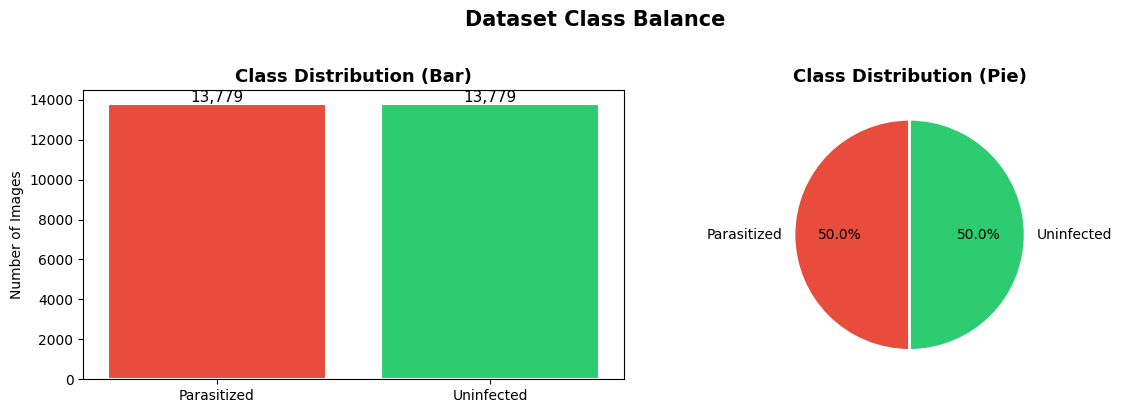 Dataset Class Balance
Class Distribution (Bar)
13,779
13,779
14000
12000
10000
8000
6000
4000
2000
0
Number of Images
Parasitized
Uninfected
Class Distribution (Pie)
Parasitized
50.0%
50.0%
Uninfected